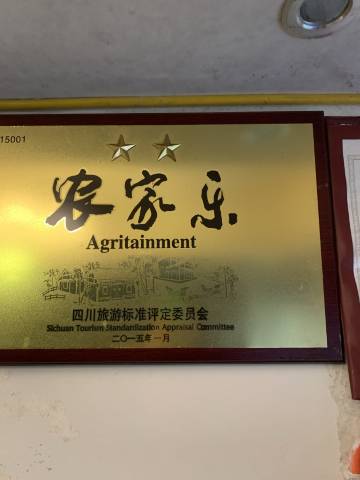 15001
农家乐
Agritainment
四川旅游标准评定委员会
Sichuan Tourism Standardization Appraisal Committee
二〇一五年一月